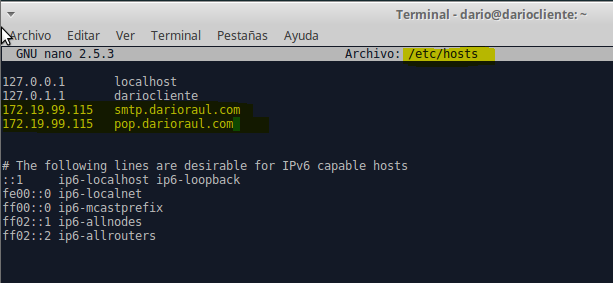 Terminal - dario@dariocliente: ~
Archivo Editar Ver Terminal Pestañas Ayuda
GNU nano 2.5.3 Archivo: /etc/hosts
127.0.0.1 localhost
127.0.1.1 dariocliente
172.19.99.115 smtp.darioraul.com
172.19.99.115 pop.darioraul.com
# The following lines are desirable for IPv6 capable hosts
::1 ip6-localhost ip6-loopback
fe00::0 ip6-localnet
ff00::0 ip6-mcastprefix
ff02::1 ip6-allnodes
ff02::2 ip6-allrouters